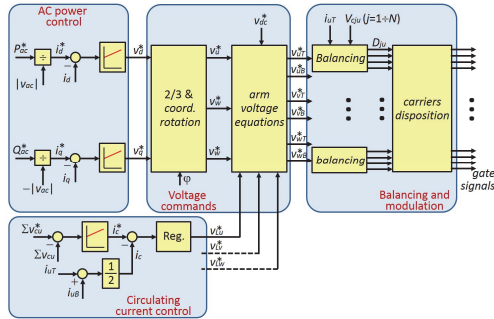 AC power
control
P*ac
÷
i*d
−
|vac|
id
v*d
Q*ac
÷
i*q
−
−|vac|
iq
v*q
2/3 &
coord.
rotation
φ
Voltage
commands
v*u
v*w
v*w
v*dc
arm
voltage
equations
v*uT
v*uB
v*vT
v*vB
v*wT
v*wB
iuT
Vcju (j=1÷N)
Balancing
Dju
balancing
carriers
disposition
gate
signals
Balancing and
modulation
Σv*cu
−
Σvcu
i*c
−
ic
Reg.
v*Lu
v*Lv
v*Lw
iuT
+
iuB
1
2
Circulating
current control